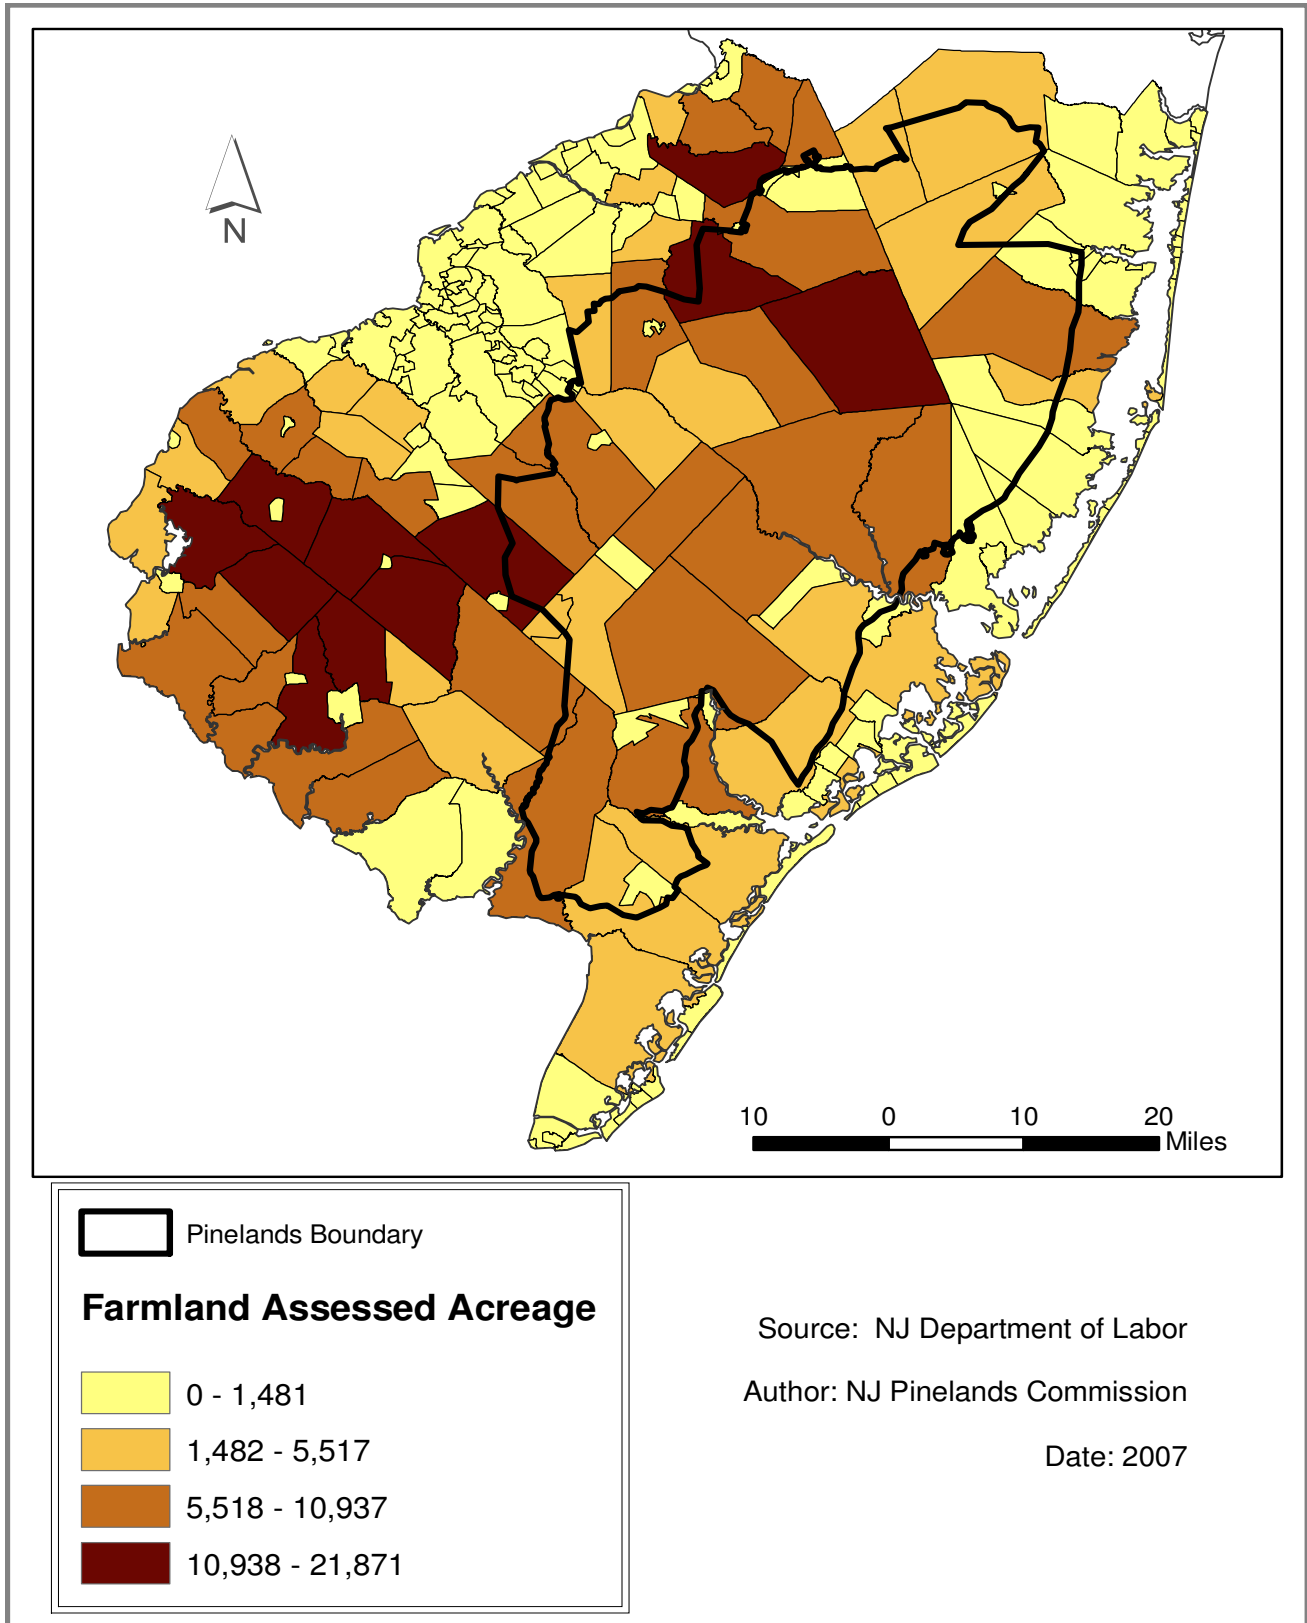 N
10 0 10 20
Miles
Pinelands Boundary
Farmland Assessed Acreage
0 - 1,481
1,482 - 5,517
5,518 - 10,937
10,938 - 21,871
Source: NJ Department of Labor
Author: NJ Pinelands Commission
Date: 2007